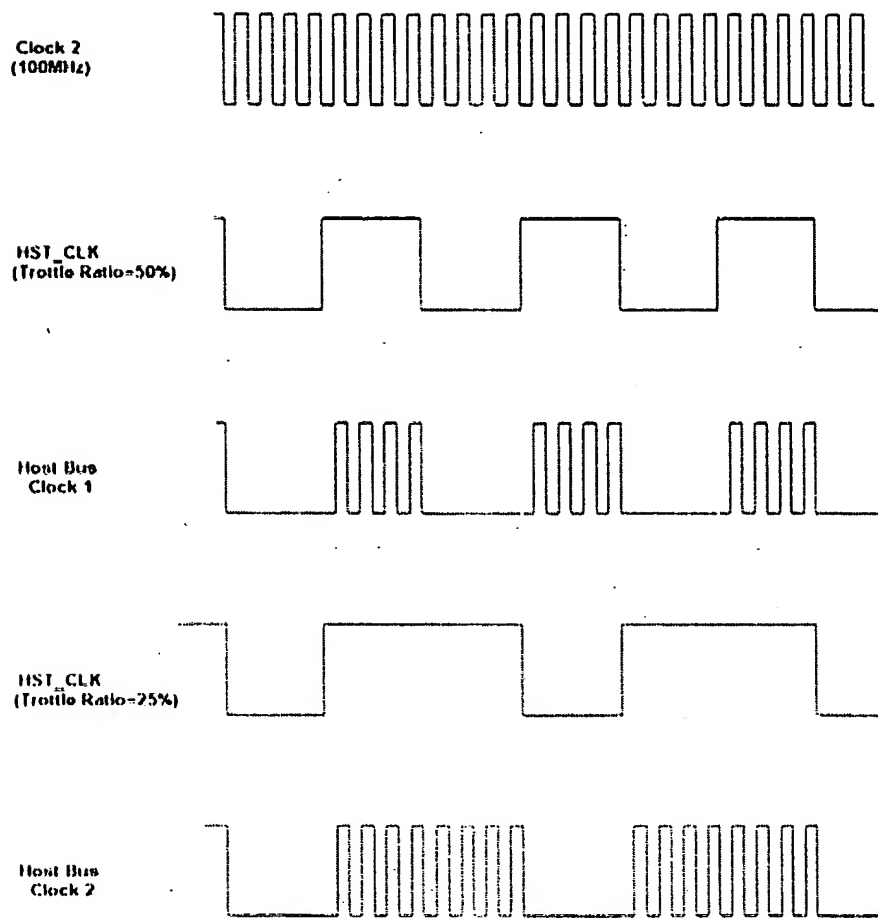 Clock 2
(100MHz)
HST_CLK
(Trottle Ratio=50%)
Host Bus
Clock 1
HST_CLK
(Trottle Ratio=25%)
Host Bus
Clock 2